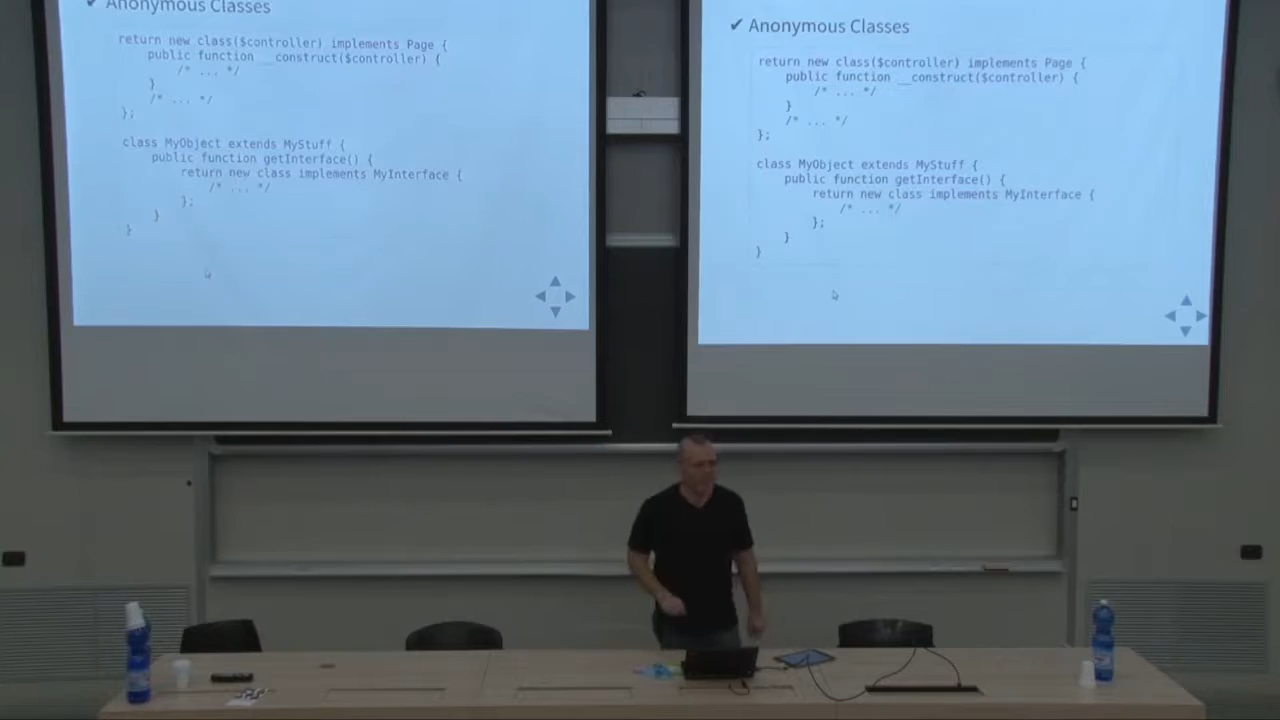 ✔ Anonymous Classes
return new class($controller) implements Page {
public function __construct($controller) {
/* ... */
}
/* ... */
};
class MyObject extends MyStuff {
public function getInterface() {
return new class implements MyInterface {
/* ... */
};
}
}
✔ Anonymous Classes
return new class($controller) implements Page {
public function __construct($controller) {
/* ... */
}
/* ... */
};
class MyObject extends MyStuff {
public function getInterface() {
return new class implements MyInterface {
/* ... */
};
}
}